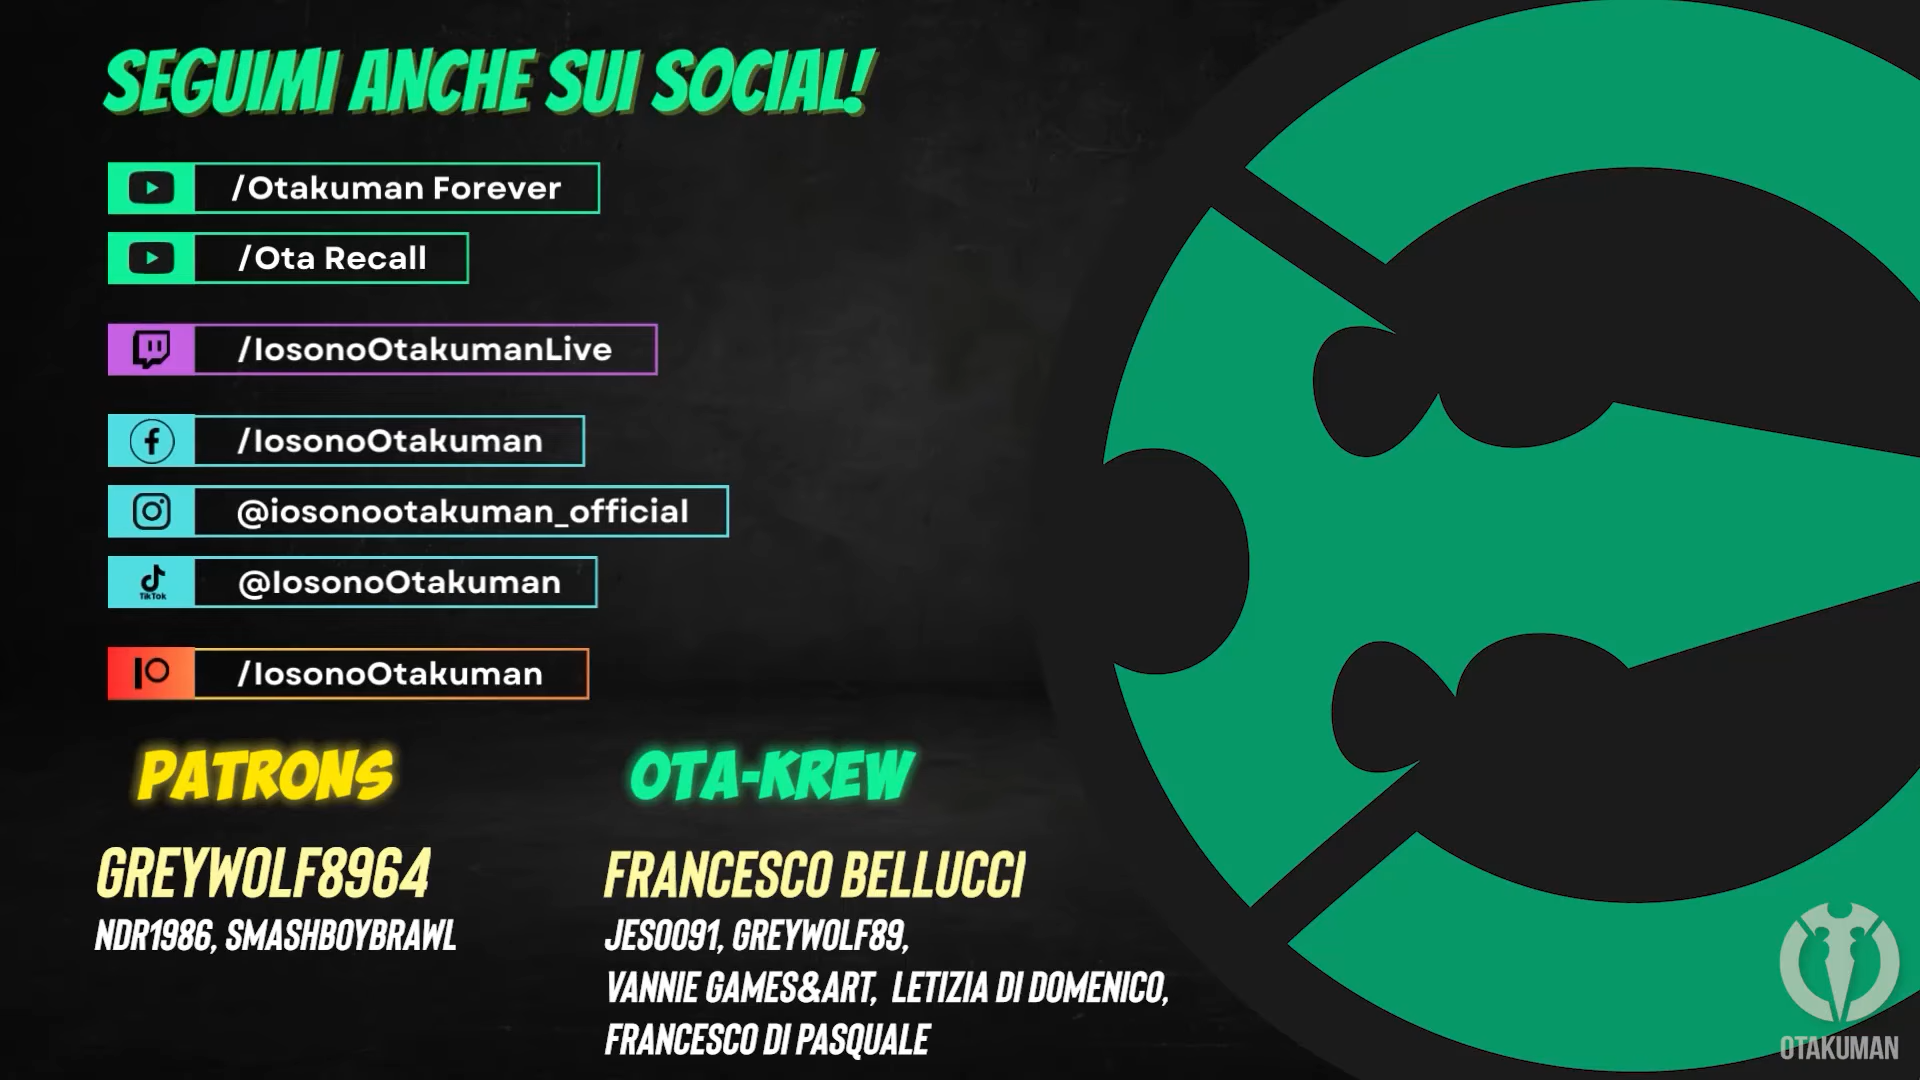 SEGUIMI ANCHE SUI SOCIAL!
/Otakuman Forever
/Ota Recall
/IosonoOtakumanLive
/IosonoOtakuman
@iosonootakuman_official
TikTok
@IosonoOtakuman
/IosonoOtakuman
PATRONS
GREYWOLF8964
NDR1986, SMASHBOYBRAWL
OTA-KREW
FRANCESCO BELLUCCI
JESOO91, GREYWOLF89,
VANNIE GAMES&ART, LETIZIA DI DOMENICO,
FRANCESCO DI PASQUALE
OTAKUMAN